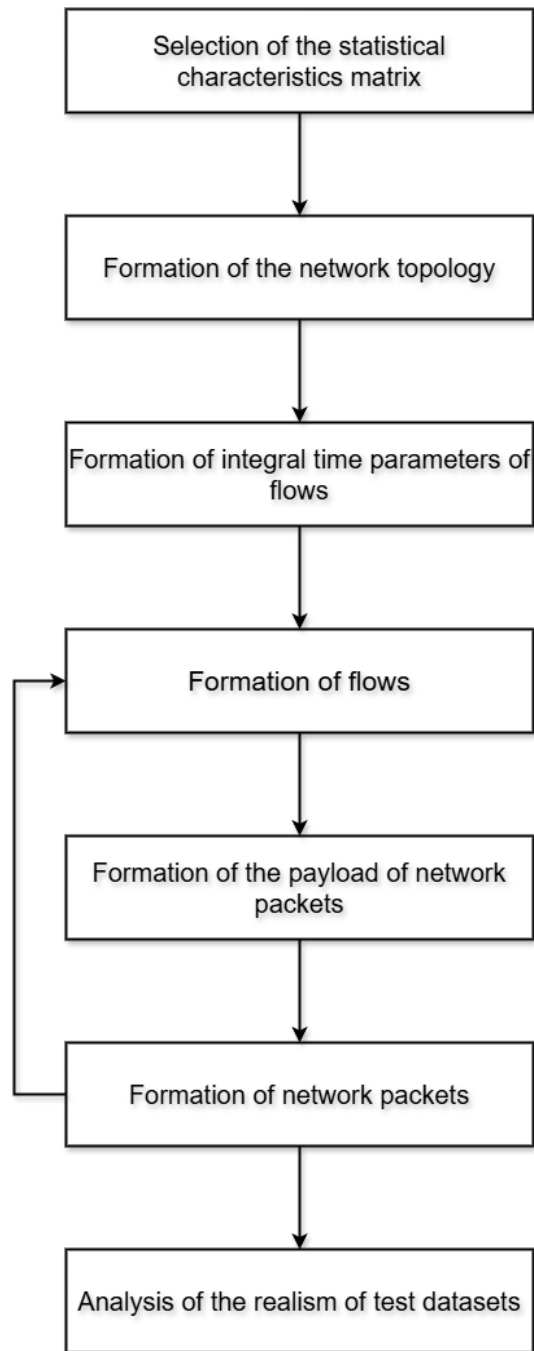 Selection of the statistical
characteristics matrix
Formation of the network topology
Formation of integral time parameters of
flows
Formation of flows
Formation of the payload of network
packets
Formation of network packets
Analysis of the realism of test datasets